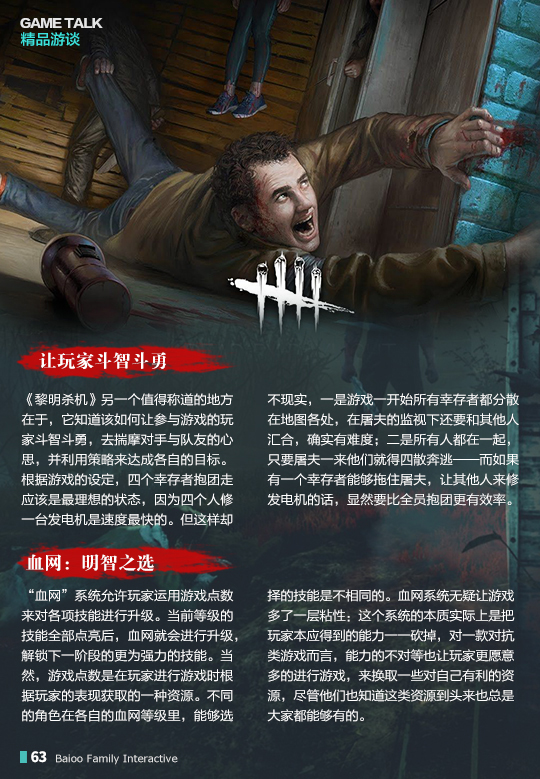 GAME TALK
精品游谈
让玩家斗智斗勇
《黎明杀机》另一个值得称道的地方
在于，它知道该如何让参与游戏的玩
家斗智斗勇，去揣摩对手与队友的心
思，并利用策略来达成各自的目标。
根据游戏的设定，四个幸存者抱团走
应该是最理想的状态，因为四个人修
一台发电机是速度最快的。但这样却
不现实，一是游戏一开始所有幸存者都分散
在地图各处，在屠夫的监视下还要和其他人
汇合，确实有难度；二是所有人都在一起，
只要屠夫一来他们就得四散奔逃——而如果
有一个幸存者能够拖住屠夫，让其他人来修
发电机的话，显然要比全员抱团更有效率。
血网：明智之选
“血网”系统允许玩家运用游戏点数
来对各项技能进行升级。当前等级的
技能全部点亮后，血网就会进行升级，
解锁下一阶段的更为强力的技能。当
然，游戏点数是在玩家进行游戏时根
据玩家的表现获取的一种资源。不同
的角色在各自的血网等级里，能够选
择的技能是不相同的。血网系统无疑让游戏
多了一层粘性；这个系统的本质实际上是把
玩家本应得到的能力一一砍掉，对一款对抗
类游戏而言，能力的不对等也让玩家更愿意
多的进行游戏，来换取一些对自己有利的资
源，尽管他们也知道这类资源到头来也总是
大家都能够有的。
63 Baioo Family Interactive